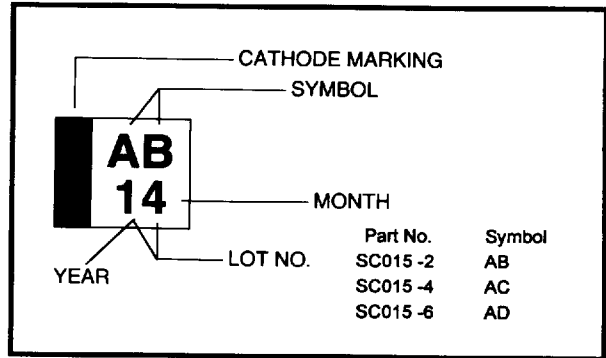 CATHODE MARKING
SYMBOL
AB
14
MONTH
LOT NO.
YEAR
Part No. Symbol
SC015 -2 AB
SC015 -4 AC
SC015 -6 AD